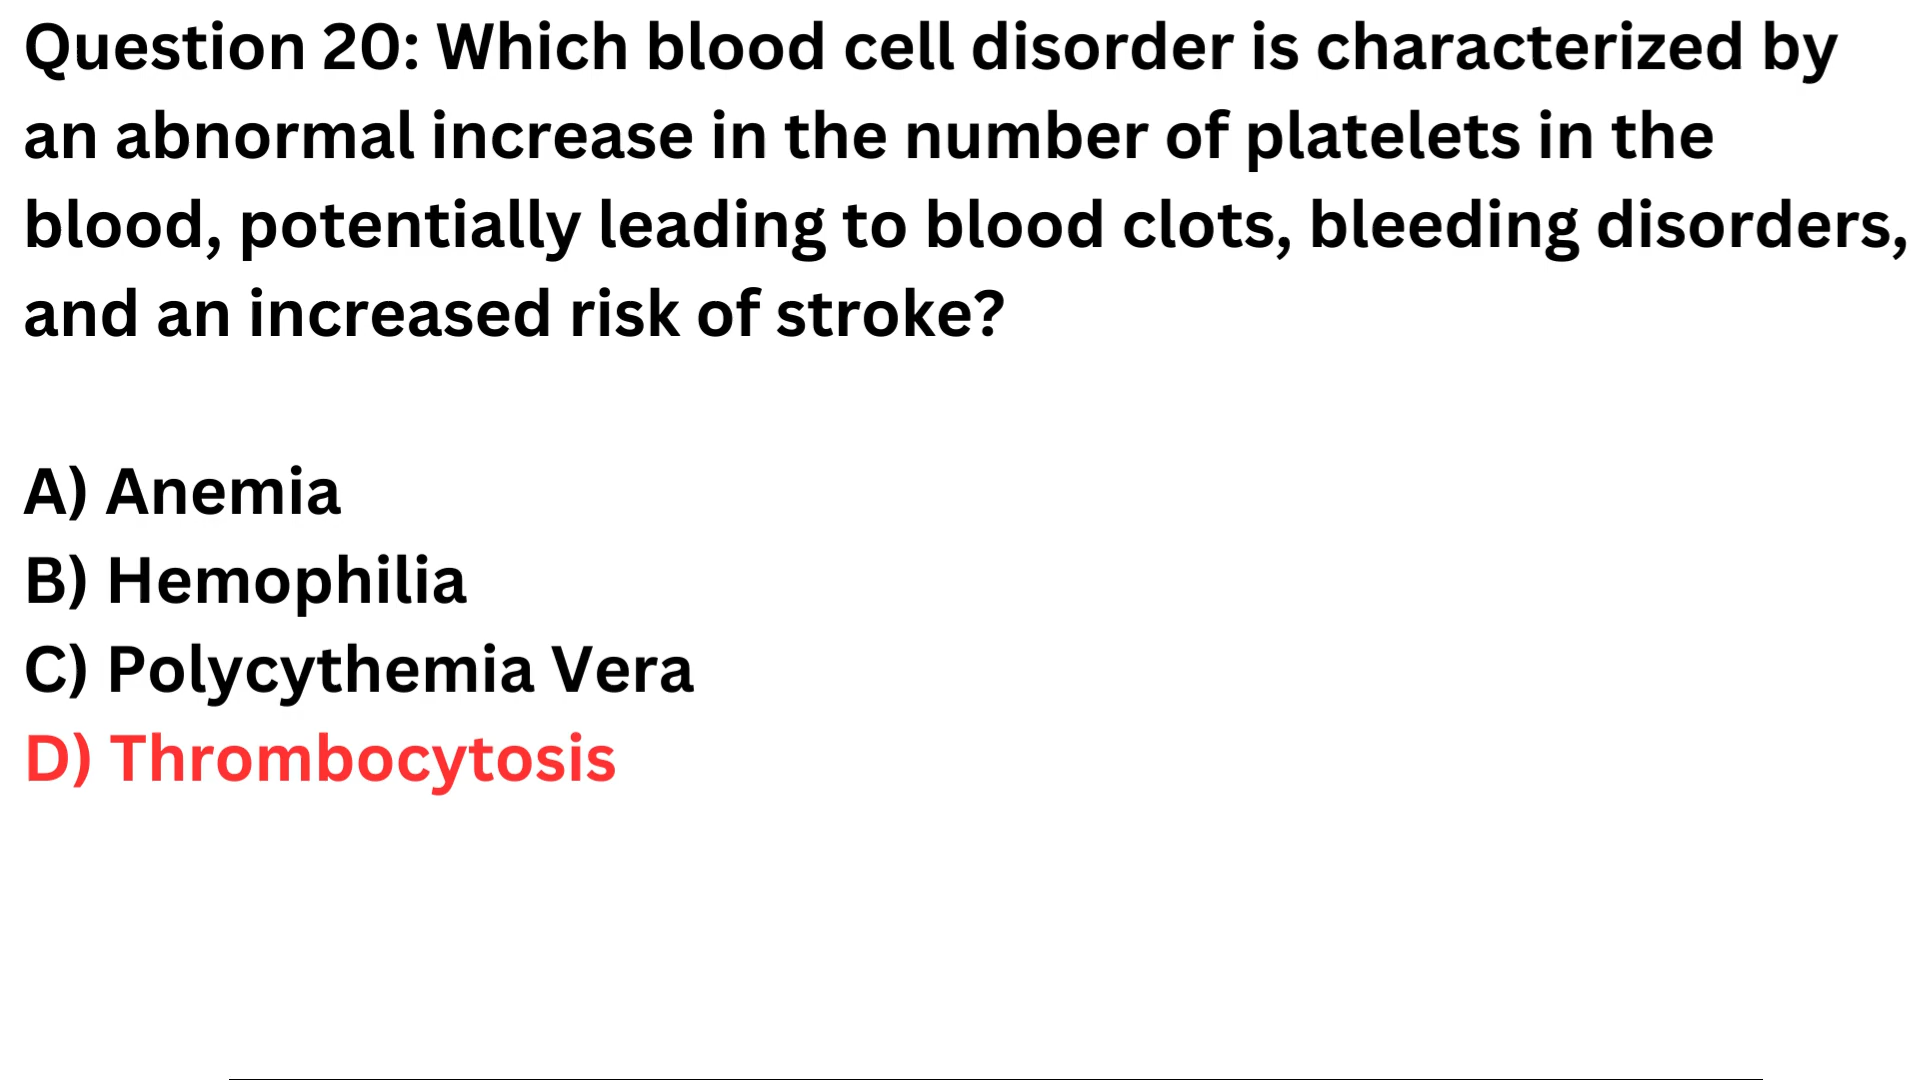 Question 20: Which blood cell disorder is characterized by
an abnormal increase in the number of platelets in the
blood, potentially leading to blood clots, bleeding disorders,
and an increased risk of stroke?
A) Anemia
B) Hemophilia
C) Polycythemia Vera
D) Thrombocytosis